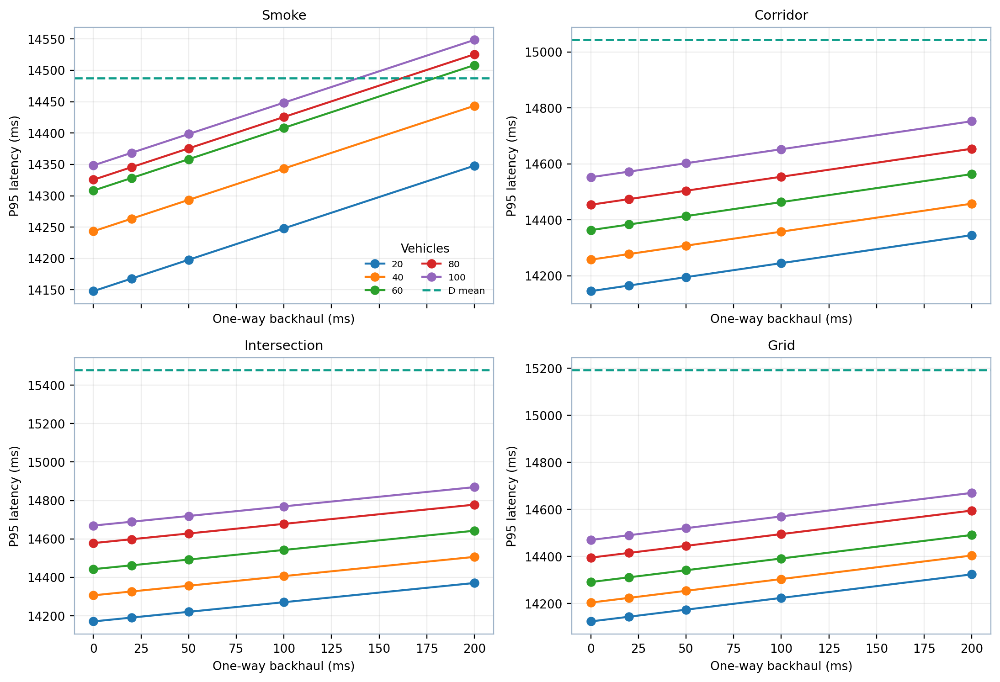 Smoke
14550
14500
14450
14400
14350
14300
14250
14200
14150
P95 latency (ms)
Vehicles
20 80
40 100
60 D mean
One-way backhaul (ms)
Corridor
15000
14800
14600
14400
14200
P95 latency (ms)
One-way backhaul (ms)
Intersection
15400
15200
15000
14800
14600
14400
14200
P95 latency (ms)
0 25 50 75 100 125 150 175 200
One-way backhaul (ms)
Grid
15200
15000
14800
14600
14400
14200
P95 latency (ms)
0 25 50 75 100 125 150 175 200
One-way backhaul (ms)